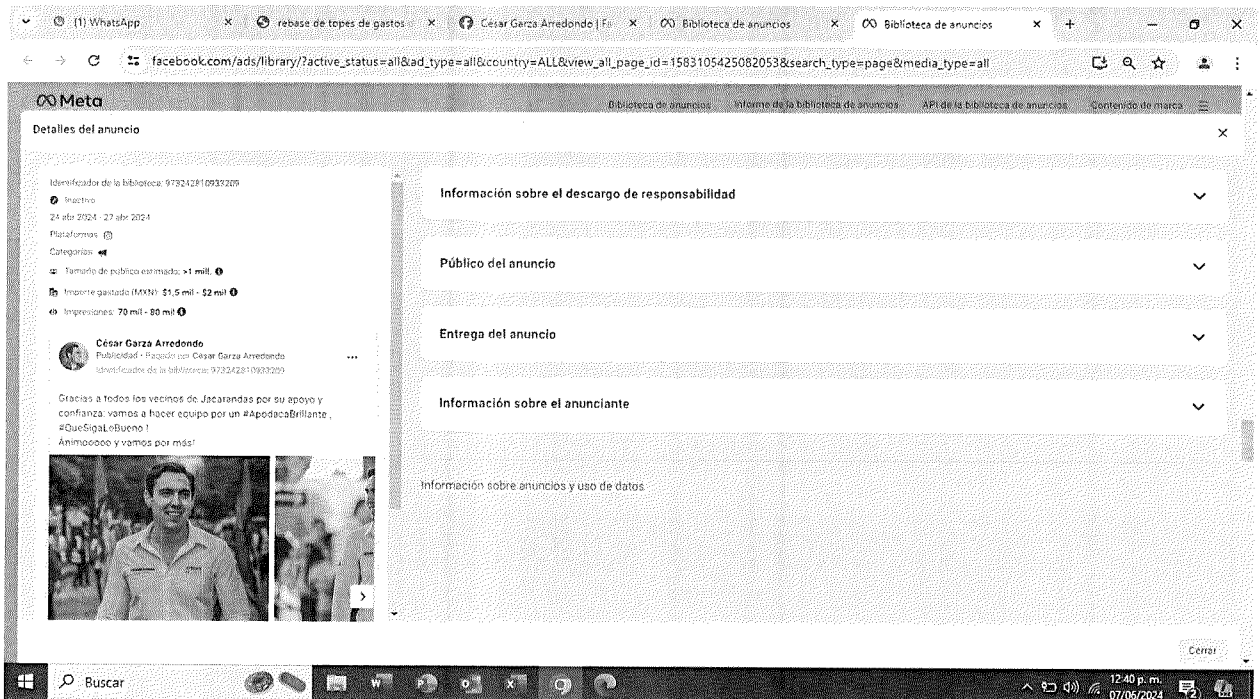 (1) WhatsApp
rebase de topes de gastos
César Garza Arredondo | Fa
Biblioteca de anuncios
Biblioteca de anuncios
facebook.com/ads/library/?active_status=all&ad_type=all&country=ALL&view_all_page_id=1583105425082053&search_type=page&media_type=all
Meta
Biblioteca de anuncios
Informe de la biblioteca de anuncios
API de la biblioteca de anuncios
Contenido de marca
Detalles del anuncio
Identificador de la biblioteca: 973242810933209
Inactivo
24 abr 2024 - 27 abr 2024
Plataformas
Categorías
Tamaño de público estimado: >1 mill.
Importe gastado (MXN): $1,5 mil - $2 mil
Impresiones: 70 mil - 80 mil
César Garza Arredondo
Publicidad • Pagado por César Garza Arredondo
Identificador de la biblioteca: 973242810933209
Gracias a todos los vecinos de Jacarandas por su apoyo y
confianza; vamos a hacer equipo por un #ApodacaBrillante ,
#QueSigaLoBueno !
Ánimooooo y vamos por más!
Información sobre el descargo de responsabilidad
Público del anuncio
Entrega del anuncio
Información sobre el anunciante
Información sobre anuncios y uso de datos
Cerrar
Buscar
12:40 p. m.
07/06/2024